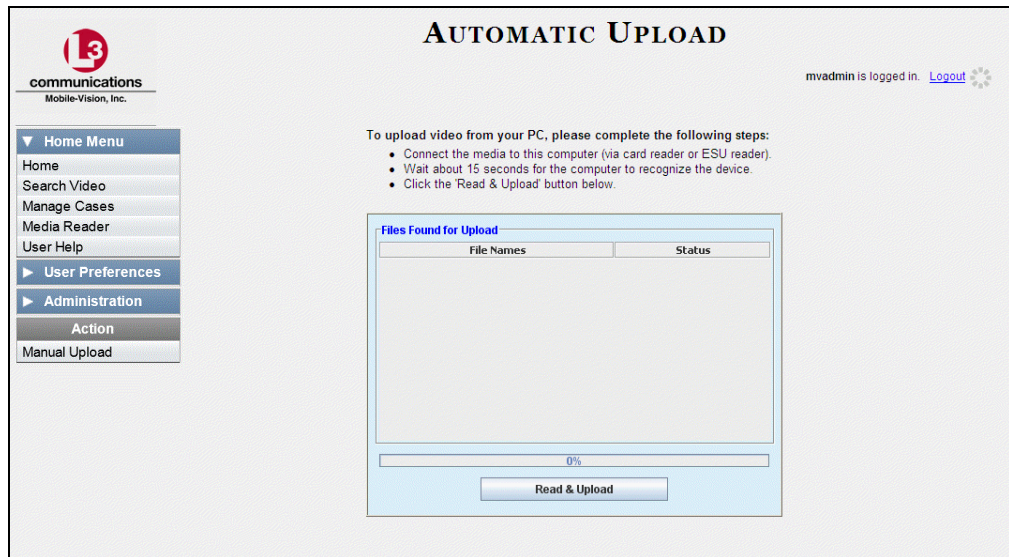 AUTOMATIC UPLOAD
L3
communications
Mobile-Vision, Inc.
mvadmin is logged in. Logout
Home Menu
Home
Search Video
Manage Cases
Media Reader
User Help
User Preferences
Administration
Action
Manual Upload
To upload video from your PC, please complete the following steps:
• Connect the media to this computer (via card reader or ESU reader).
• Wait about 15 seconds for the computer to recognize the device.
• Click the 'Read & Upload' button below.
Files Found for Upload
File Names Status
0%
Read & Upload